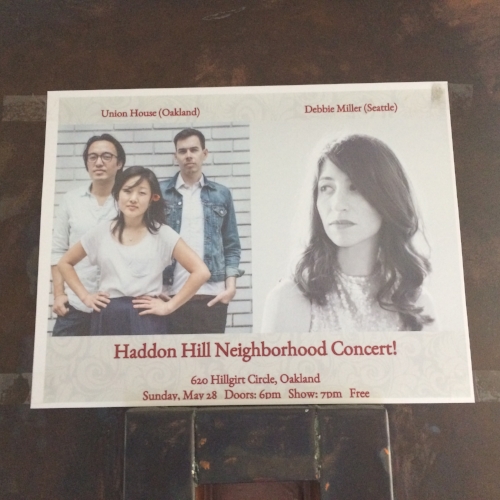 Union House (Oakland)
Debbie Miller (Seattle)
Haddon Hill Neighborhood Concert!
620 Hillgirt Circle, Oakland
Sunday, May 28 Doors: 6pm Show: 7pm Free